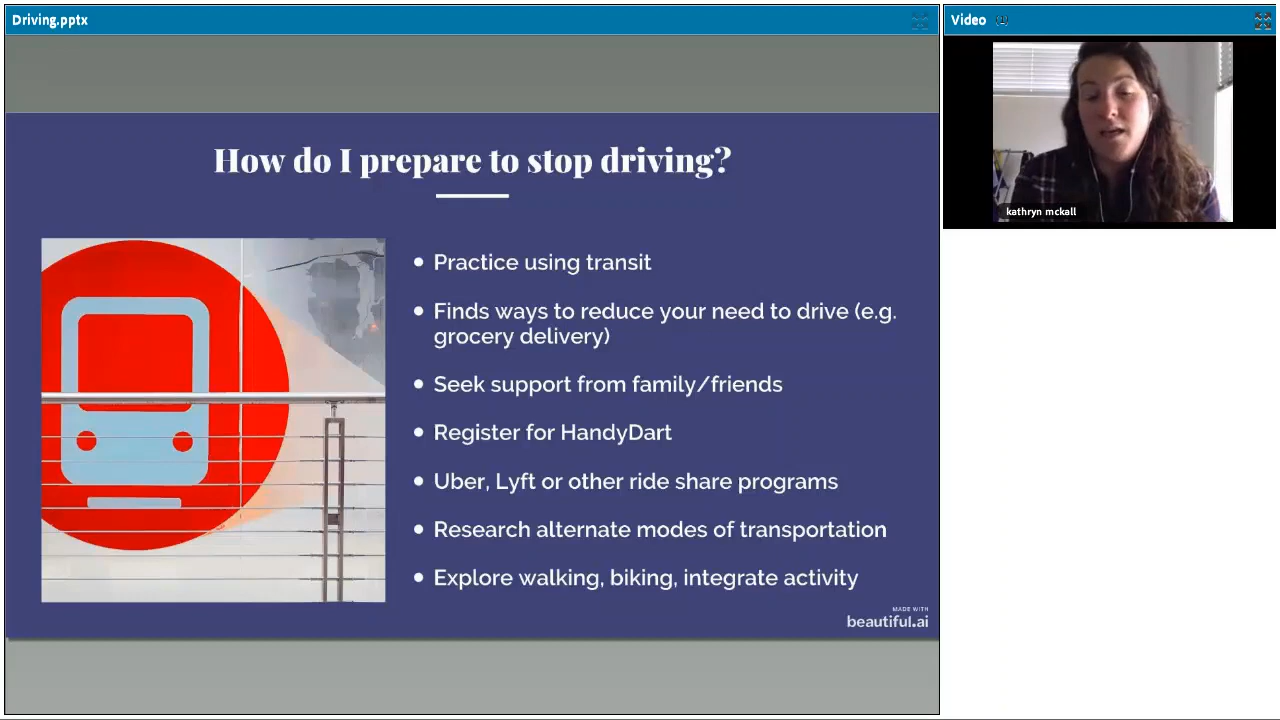 Driving.pptx
Video (1)
kathryn mckall
How do I prepare to stop driving?
Practice using transit
Finds ways to reduce your need to drive (e.g.
grocery delivery)
Seek support from family/friends
Register for HandyDart
Uber, Lyft or other ride share programs
Research alternate modes of transportation
Explore walking, biking, integrate activity
MADE WITH
beautiful.ai